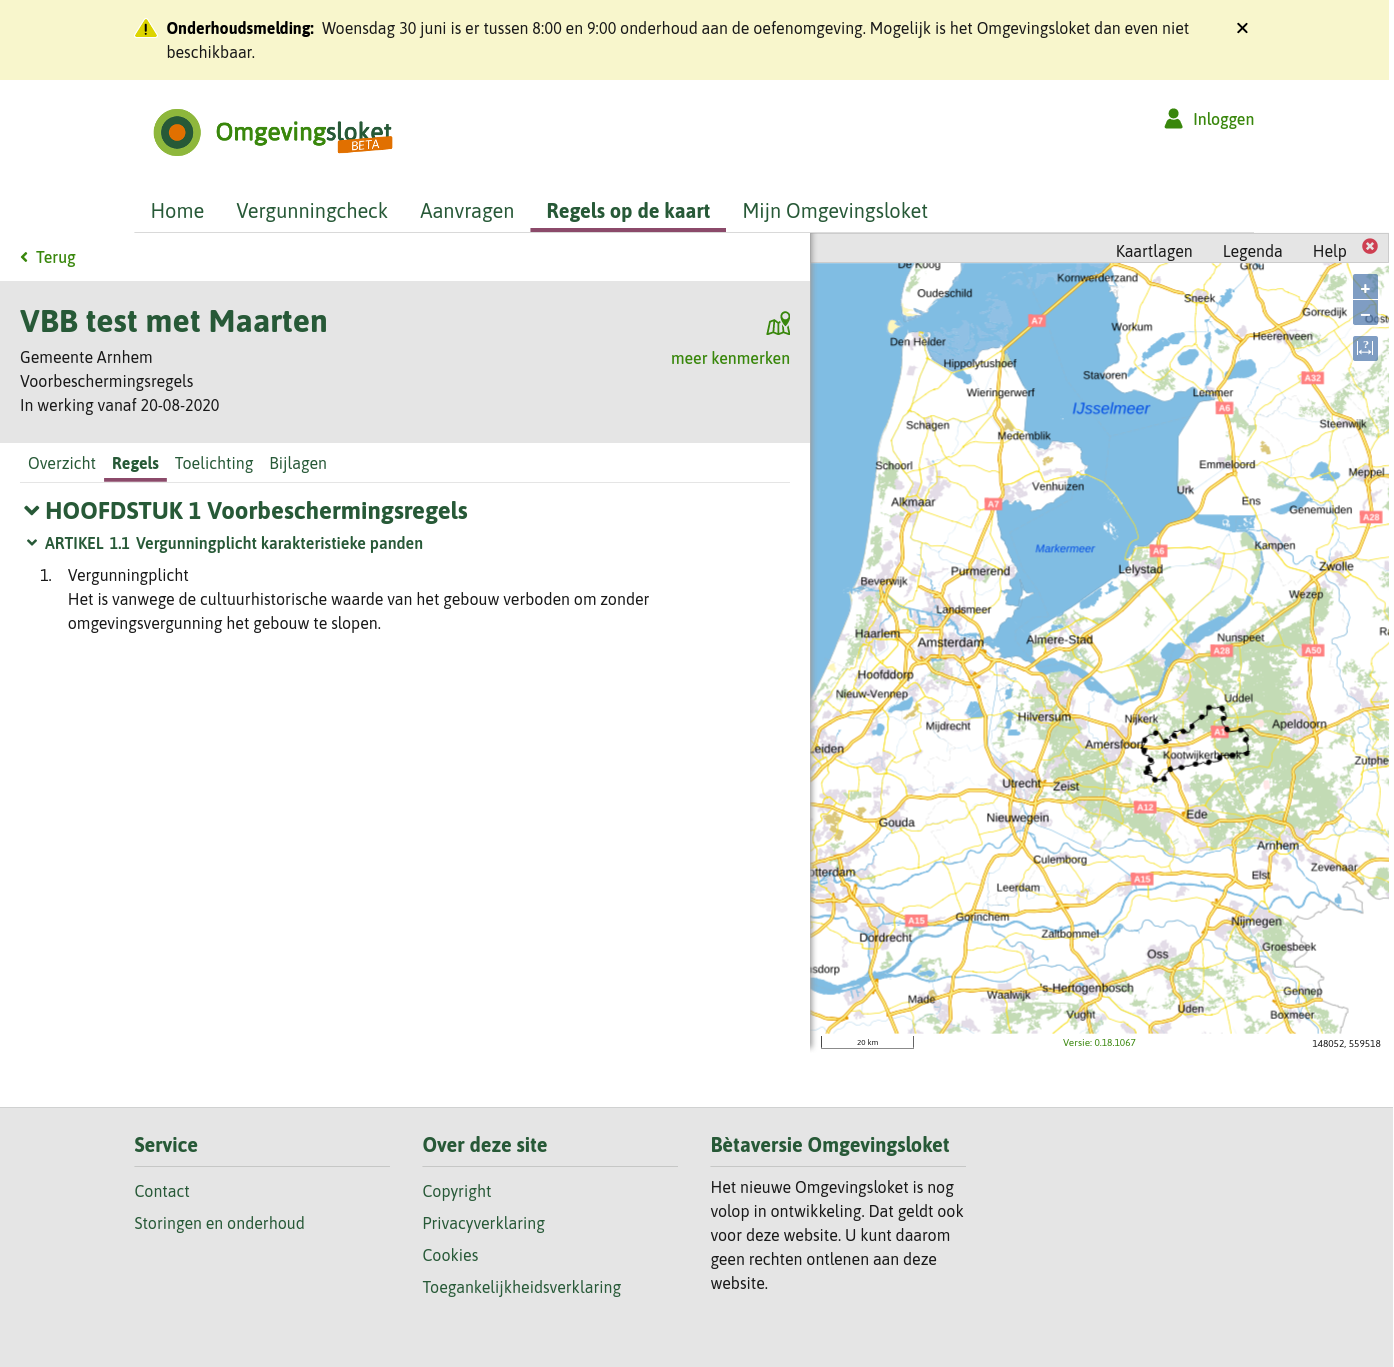 Onderhoudsmelding: Woensdag 30 juni is er tussen 8:00 en 9:00 onderhoud aan de oefenomgeving. Mogelijk is het Omgevingsloket dan even niet
beschikbaar.
Omgevingsloket
BETA
Inloggen
Home Vergunningcheck Aanvragen Regels op de kaart Mijn Omgevingsloket
Terug
VBB test met Maarten
Gemeente Arnhem
meer kenmerken
Voorbeschermingsregels
In werking vanaf 20-08-2020
Overzicht Regels Toelichting Bijlagen
HOOFDSTUK 1 Voorbeschermingsregels
ARTIKEL 1.1 Vergunningplicht karakteristieke panden
1. Vergunningplicht
Het is vanwege de cultuurhistorische waarde van het gebouw verboden om zonder
omgevingsvergunning het gebouw te slopen.
Kaartlagen Legenda Help
De Koog
Grou
Kornwerderzand
Oudeschild
Sneek
Gorredijk
A7
Workum
Den Helder
Heerenveen
Hippolytushoef
Stavoren
A32
Wieringerwerf
Lemmer
IJsselmeer
A6
Schagen
Steenwijk
Medemblik
Schoorl
Emmeloord
Meppel
Venhuizen
Urk
Alkmaar
A7
Ens
Genemuiden
A28
Markermeer
A6
Kampen
Purmerend
Lelystad
Zwolle
Beverwijk
Wezep
Landsmeer
Haarlem
Amsterdam
Almere-Stad
Nunspeet
A28
A50
Hoofddorp
Nieuw-Vennep
Uddel
Hilversum
Nijkerk
Mijdrecht
Apeldoorn
Amersfoort
Kootwijkerbroek
Leiden
Zutphe
Utrecht
Zeist
A12
Ede
Gouda
Nieuwegein
Arnhem
Culemborg
Zevenaar
otterdam
Elst
A15
Leerdam
A15
Gorinchem
Nijmegen
Dordrecht
Zaltbommel
Groesbeek
Oss
nsdorp
's-Hertogenbosch
Gennep
Made
Waalwijk
Uden
Vught
Boxmeer
20 km
Versie: 0.18.1067
148052, 559518
Service
Contact
Storingen en onderhoud
Over deze site
Copyright
Privacyverklaring
Cookies
Toegankelijkheidsverklaring
Bètaversie Omgevingsloket
Het nieuwe Omgevingsloket is nog
volop in ontwikkeling. Dat geldt ook
voor deze website. U kunt daarom
geen rechten ontlenen aan deze
website.